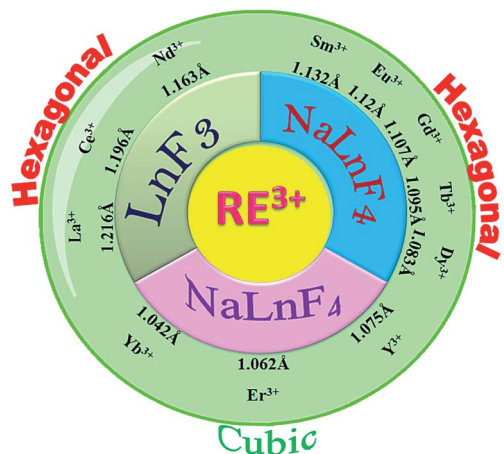 Hexagonal
Hexagonal
Cubic
La³⁺
Ce³⁺
Nd³⁺
Sm³⁺
Eu³⁺
Gd³⁺
Tb³⁺
Dy³⁺
Y³⁺
Er³⁺
Yb³⁺
1.216Å
1.196Å
1.163Å
1.132Å
1.12Å
1.107Å
1.095Å
1.083Å
1.075Å
1.062Å
1.042Å
LnF3
NaLnF4
NaLnF₄
RE³⁺